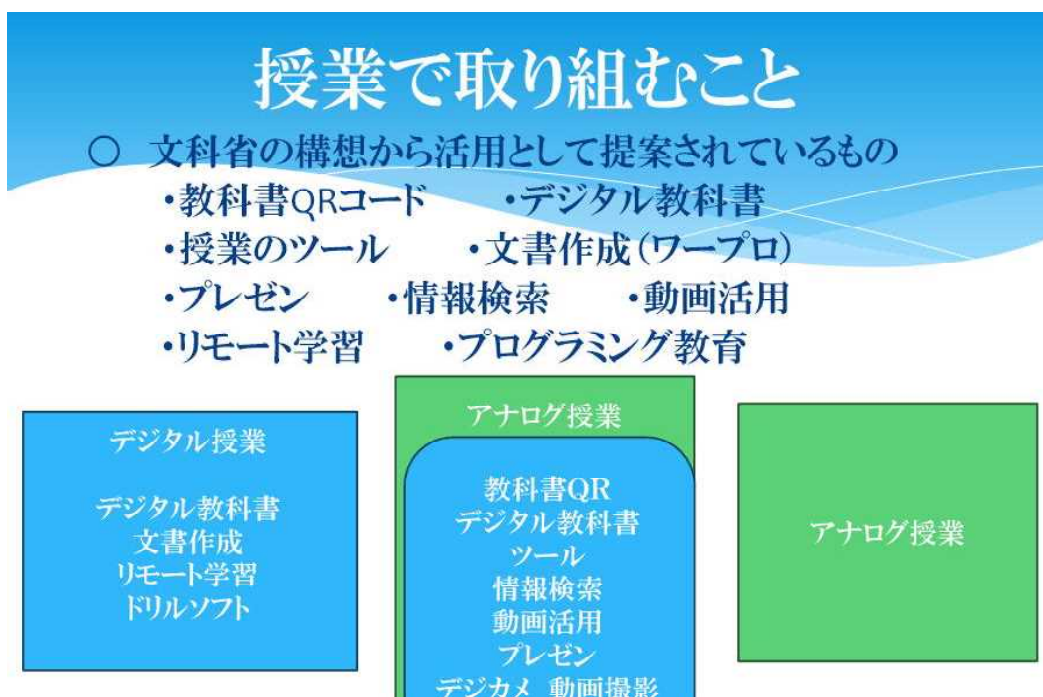 授業で取り組むこと
○ 文科省の構想から活用として提案されているもの
・教科書QRコード ・デジタル教科書
・授業のツール ・文書作成(ワープロ)
・プレゼン ・情報検索 ・動画活用
・リモート学習 ・プログラミング教育
デジタル授業
デジタル教科書
文書作成
リモート学習
ドリルソフト
アナログ授業
教科書QR
デジタル教科書
ツール
情報検索
動画活用
プレゼン
デジカメ 動画撮影
アナログ授業